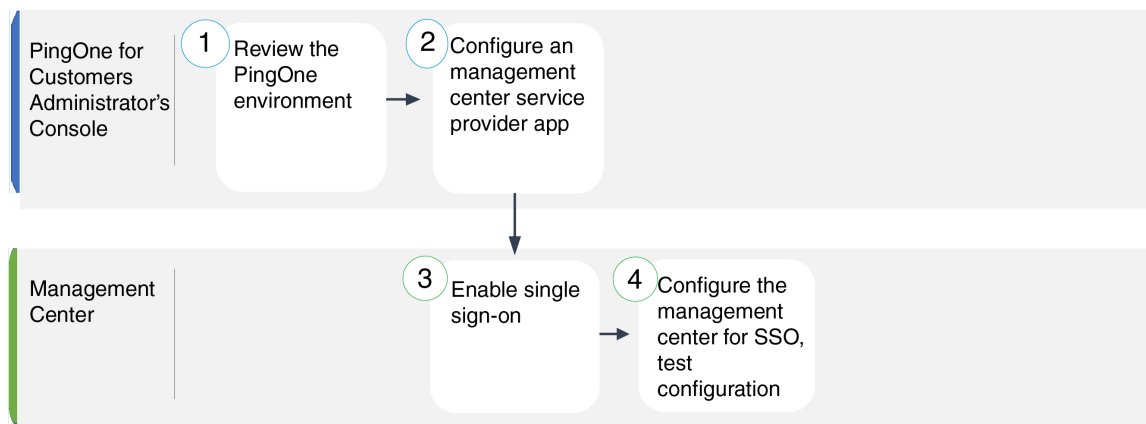 PingOne for
Customers
Administrator's
Console
1
Review the
PingOne
environment
2
Configure an
management
center service
provider app
Management
Center
3
Enable single
sign-on
4
Configure the
management
center for SSO,
test
configuration